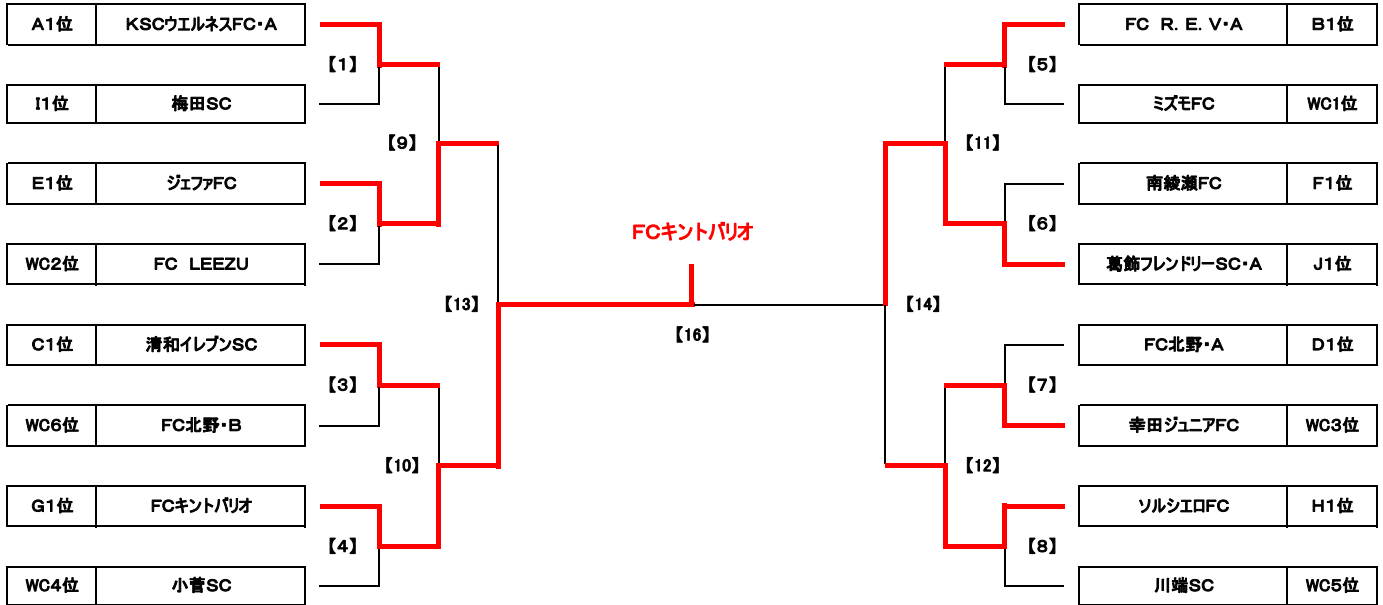 A1位 KSCウエルネスFC・A
【1】
I1位 梅田SC
【9】
E1位 ジェファFC
【2】
WC2位 FC LEEZU
【13】
C1位 清和イレブンSC
【3】
WC6位 FC北野・B
【10】
G1位 FCキントバリオ
【4】
WC4位 小菅SC
FCキントバリオ
【16】
FC R.E.V・A B1位
【5】
ミズモFC WC1位
【11】
南綾瀬FC F1位
【6】
葛飾フレンドリーSC・A J1位
【14】
FC北野・A D1位
【7】
幸田ジュニアFC WC3位
【12】
ソルシエロFC H1位
【8】
川端SC WC5位